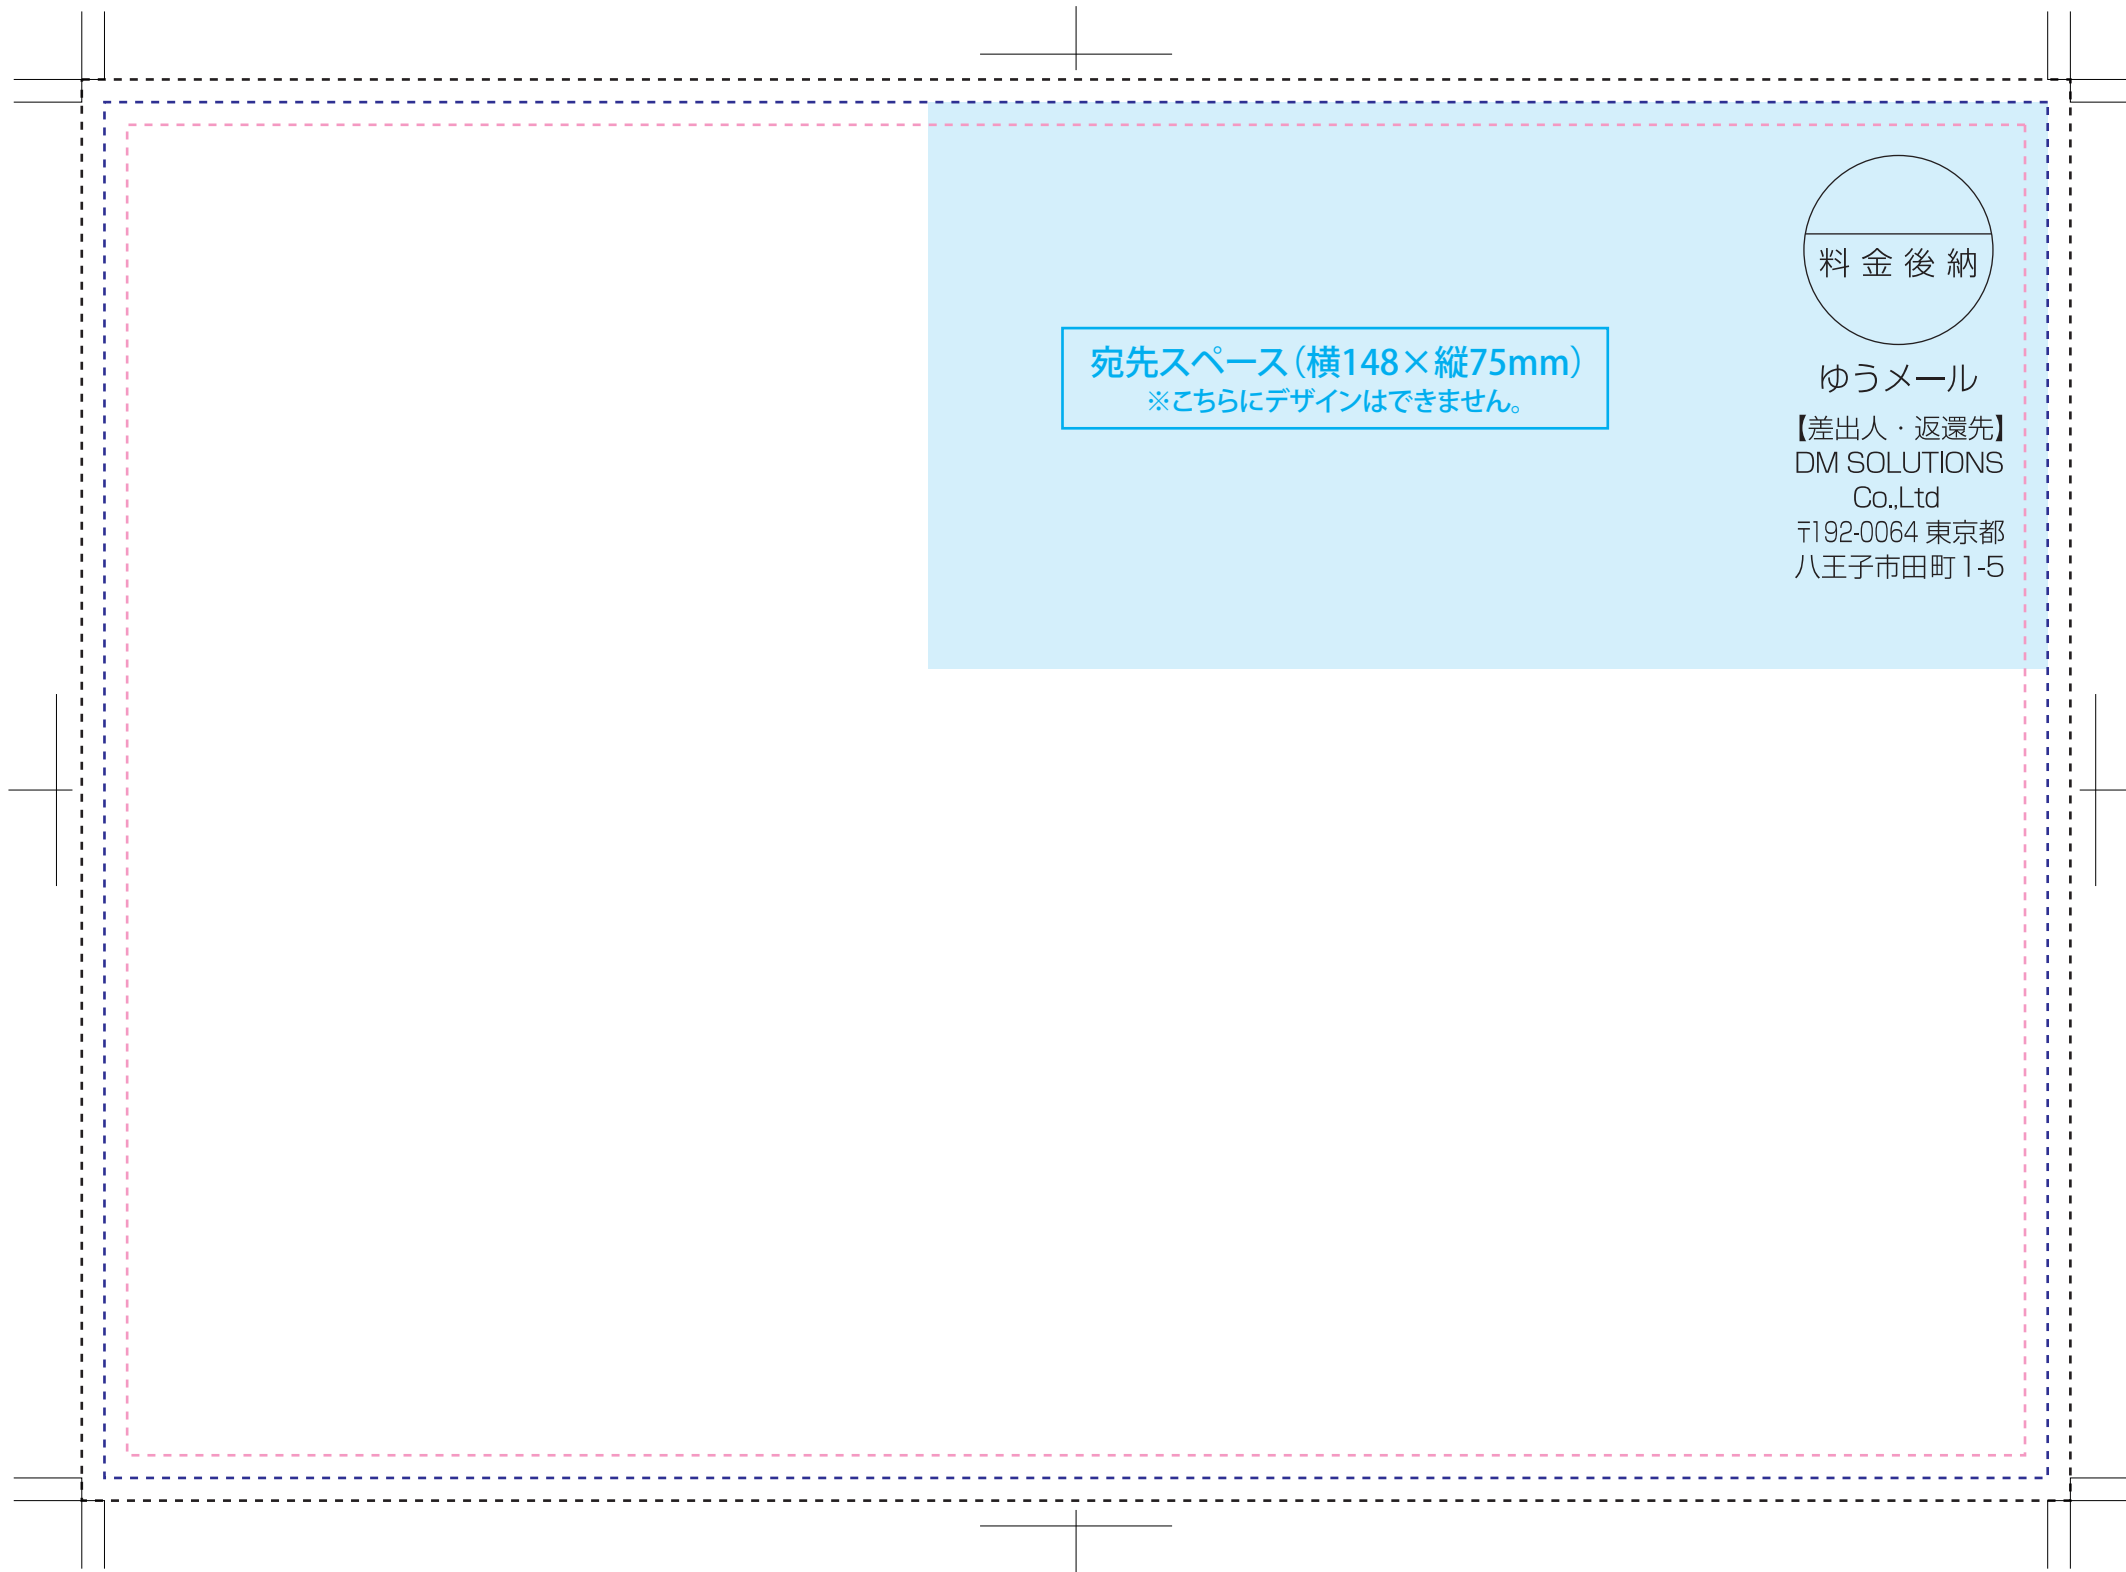 料金後納
宛先スペース（横148×縦75mm）
※こちらにデザインはできません。
ゆうメール
【差出人・返還先】
DM SOLUTIONS
Co.,Ltd
〒192-0064 東京都
八王子市田町1-5